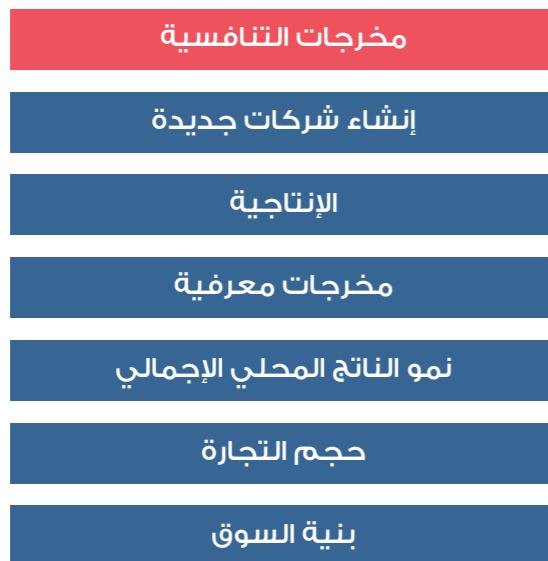 مخرجات التنافسية
إنشاء شركات جديدة
الإنتاجية
مخرجات معرفية
نمو الناتج المحلي الإجمالي
حجم التجارة
بنية السوق